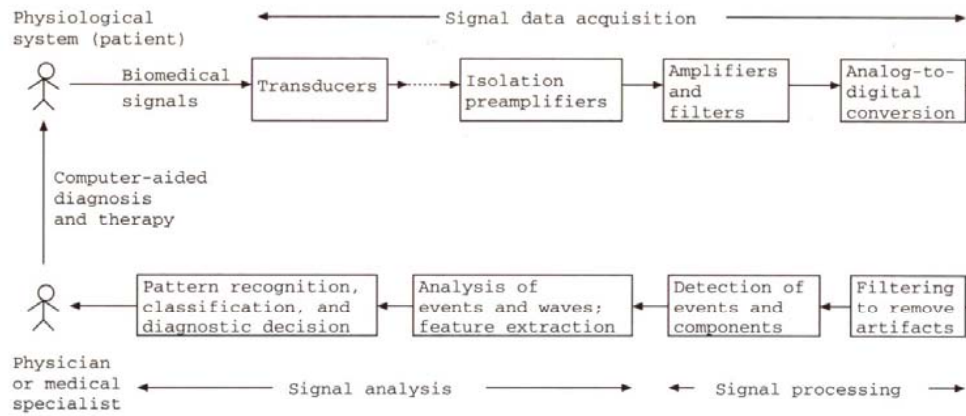 Physiological
system (patient)
Signal data acquisition
Biomedical
signals
Transducers
Isolation
preamplifiers
Amplifiers
and
filters
Analog-to-
digital
conversion
Computer-aided
diagnosis
and therapy
Pattern recognition,
classification, and
diagnostic decision
Analysis of
events and waves;
feature extraction
Detection of
events and
components
Filtering
to remove
artifacts
Physician
or medical
specialist
Signal analysis
Signal processing